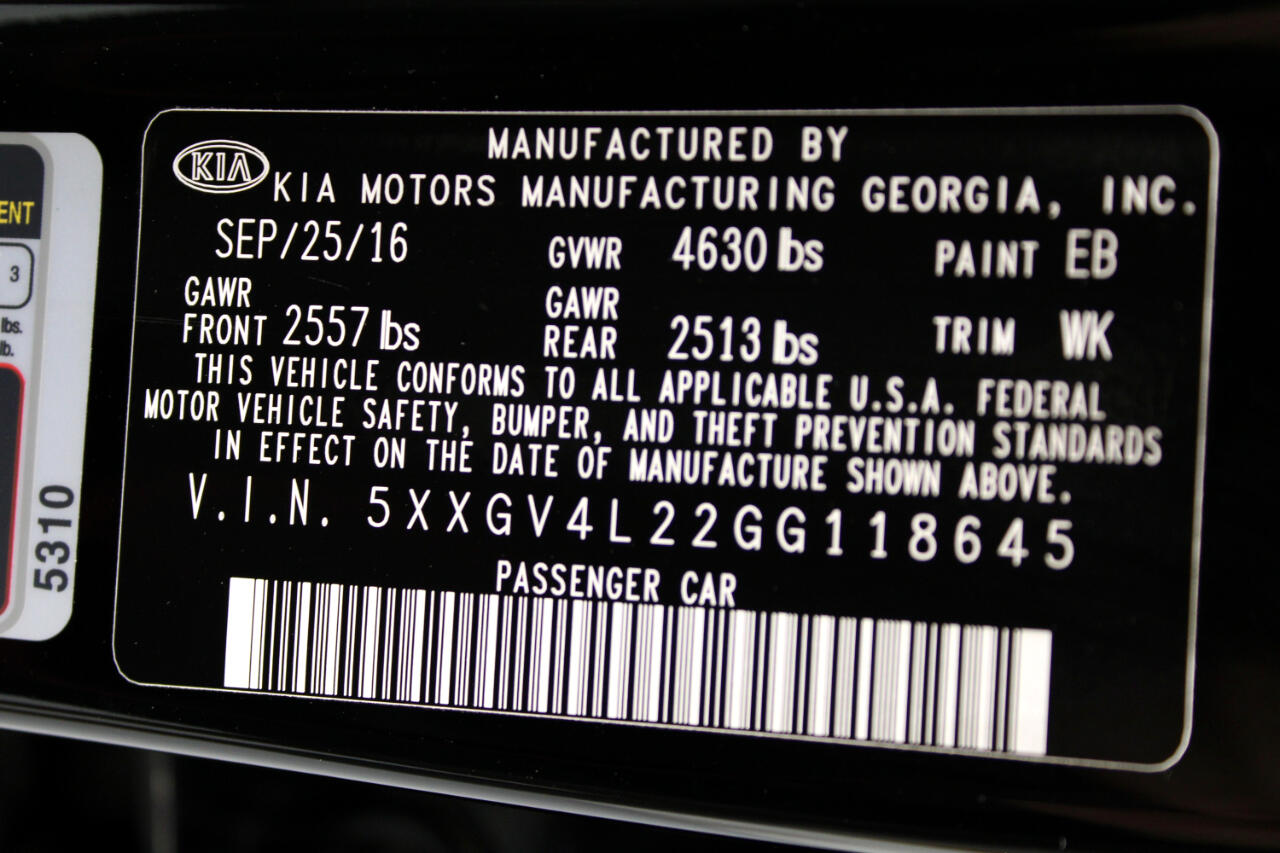 MANUFACTURED BY
KIA
KIA MOTORS MANUFACTURING GEORGIA, INC.
SEP/25/16 GVWR 4630 lbs PAINT EB
GAWR GAWR
FRONT 2557 lbs REAR 2513 lbs TRIM WK
THIS VEHICLE CONFORMS TO ALL APPLICABLE U.S.A. FEDERAL
MOTOR VEHICLE SAFETY, BUMPER, AND THEFT PREVENTION STANDARDS
IN EFFECT ON THE DATE OF MANUFACTURE SHOWN ABOVE.
V.I.N. 5XXGV4L22GG118645
PASSENGER CAR
ENT
3
lbs.
lb.
5310